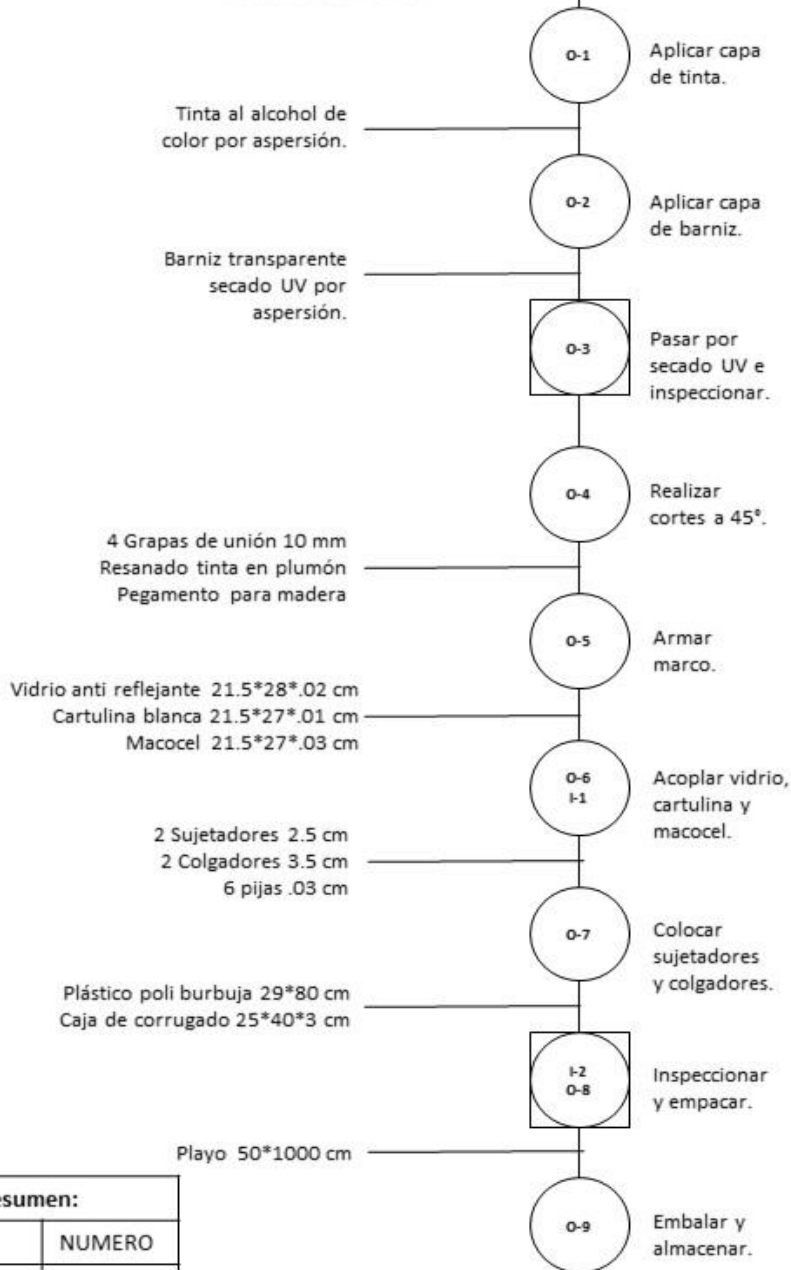 O-1
Aplicar capa
de tinta.
Tinta al alcohol de
color por aspersión.
O-2
Aplicar capa
de barniz.
Barniz transparente
secado UV por
aspersión.
O-3
Pasar por
secado UV e
inspeccionar.
O-4
Realizar
cortes a 45°.
4 Grapas de unión 10 mm
Resanado tinta en plumón
Pegamento para madera
O-5
Armar
marco.
Vidrio anti reflejante 21.5*28*.02 cm
Cartulina blanca 21.5*27*.01 cm
Macocel 21.5*27*.03 cm
O-6
I-1
Acoplar vidrio,
cartulina y
macocel.
2 Sujetadores 2.5 cm
2 Colgadores 3.5 cm
6 pijas .03 cm
O-7
Colocar
sujetadores
y colgadores.
Plástico poli burbuja 29*80 cm
Caja de corrugado 25*40*3 cm
I-2
O-8
Inspeccionar
y empacar.
Playo 50*1000 cm
O-9
Embalar y
almacenar.
esumen:
NUMERO